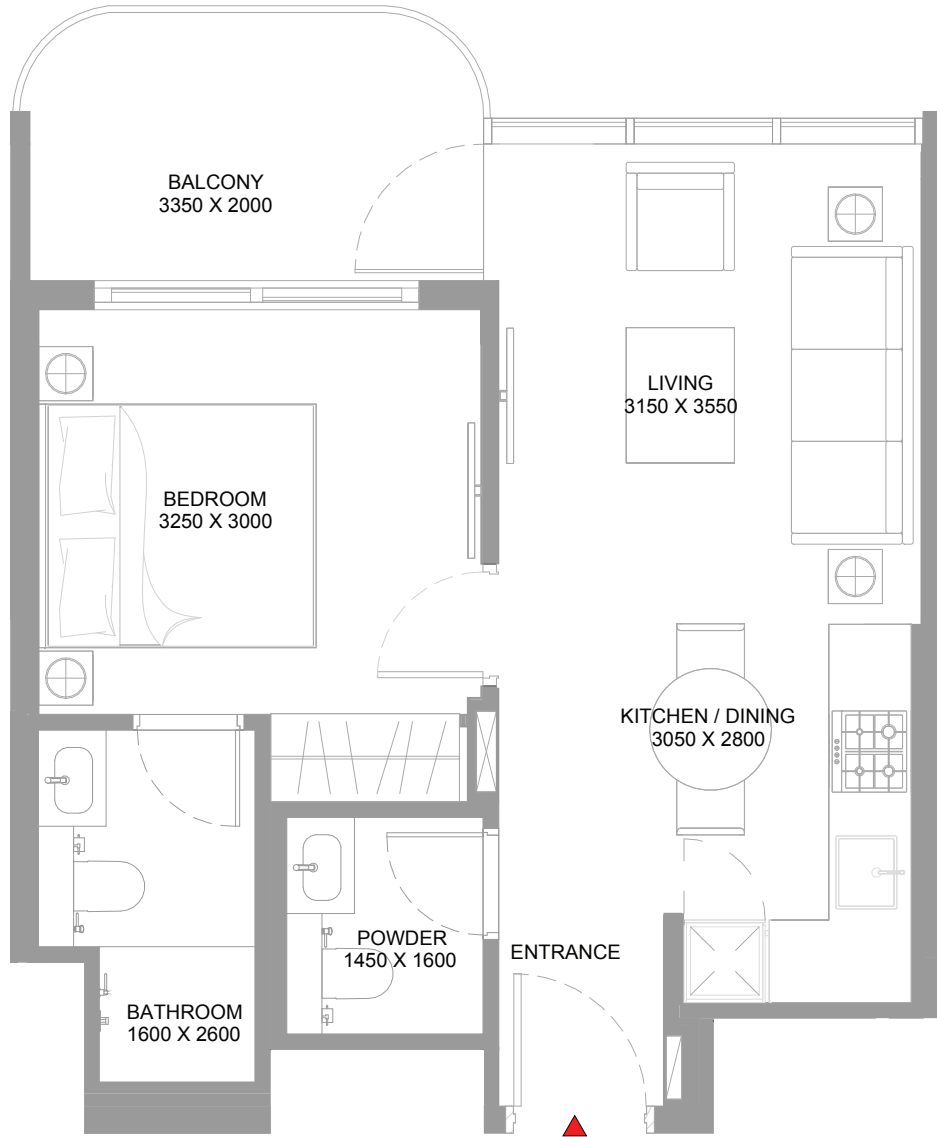 BALCONY
3350 X 2000
LIVING
3150 X 3550
BEDROOM
3250 X 3000
KITCHEN / DINING
3050 X 2800
POWDER
1450 X 1600
ENTRANCE
BATHROOM
1600 X 2600